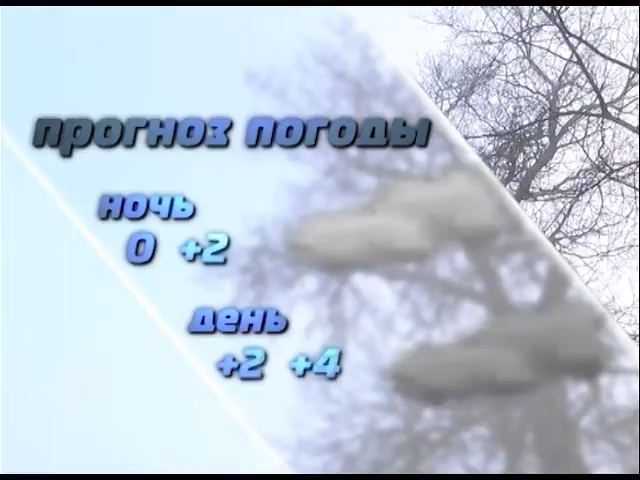 прогноз погоды
ночь
0 +2
день
+2 +4